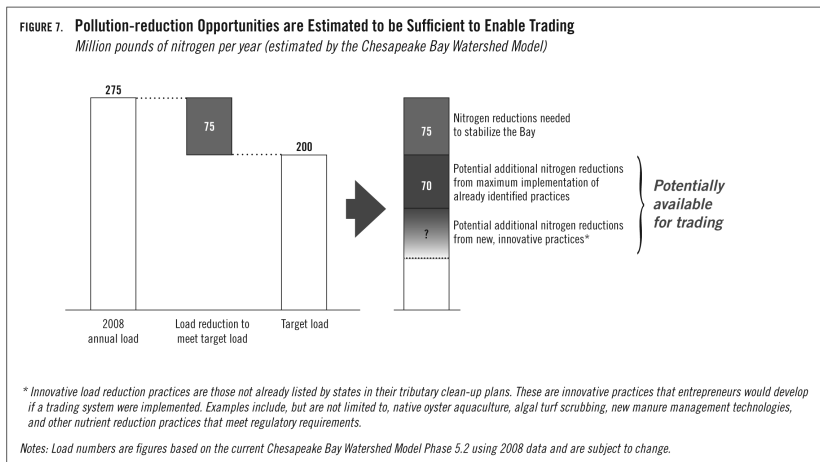 FIGURE 7. Pollution-reduction Opportunities are Estimated to be Sufficient to Enable Trading
Million pounds of nitrogen per year (estimated by the Chesapeake Bay Watershed Model)
275
75
200
2008
annual load
Load reduction to
meet target load
Target load
75
Nitrogen reductions needed
to stabilize the Bay
70
Potential additional nitrogen reductions
from maximum implementation of
already identified practices
?
Potential additional nitrogen reductions
from new, innovative practices*
Potentially
available
for trading
* Innovative load reduction practices are those not already listed by states in their tributary clean-up plans. These are innovative practices that entrepreneurs would develop
if a trading system were implemented. Examples include, but are not limited to, native oyster aquaculture, algal turf scrubbing, new manure management technologies,
and other nutrient reduction practices that meet regulatory requirements.
Notes: Load numbers are figures based on the current Chesapeake Bay Watershed Model Phase 5.2 using 2008 data and are subject to change.